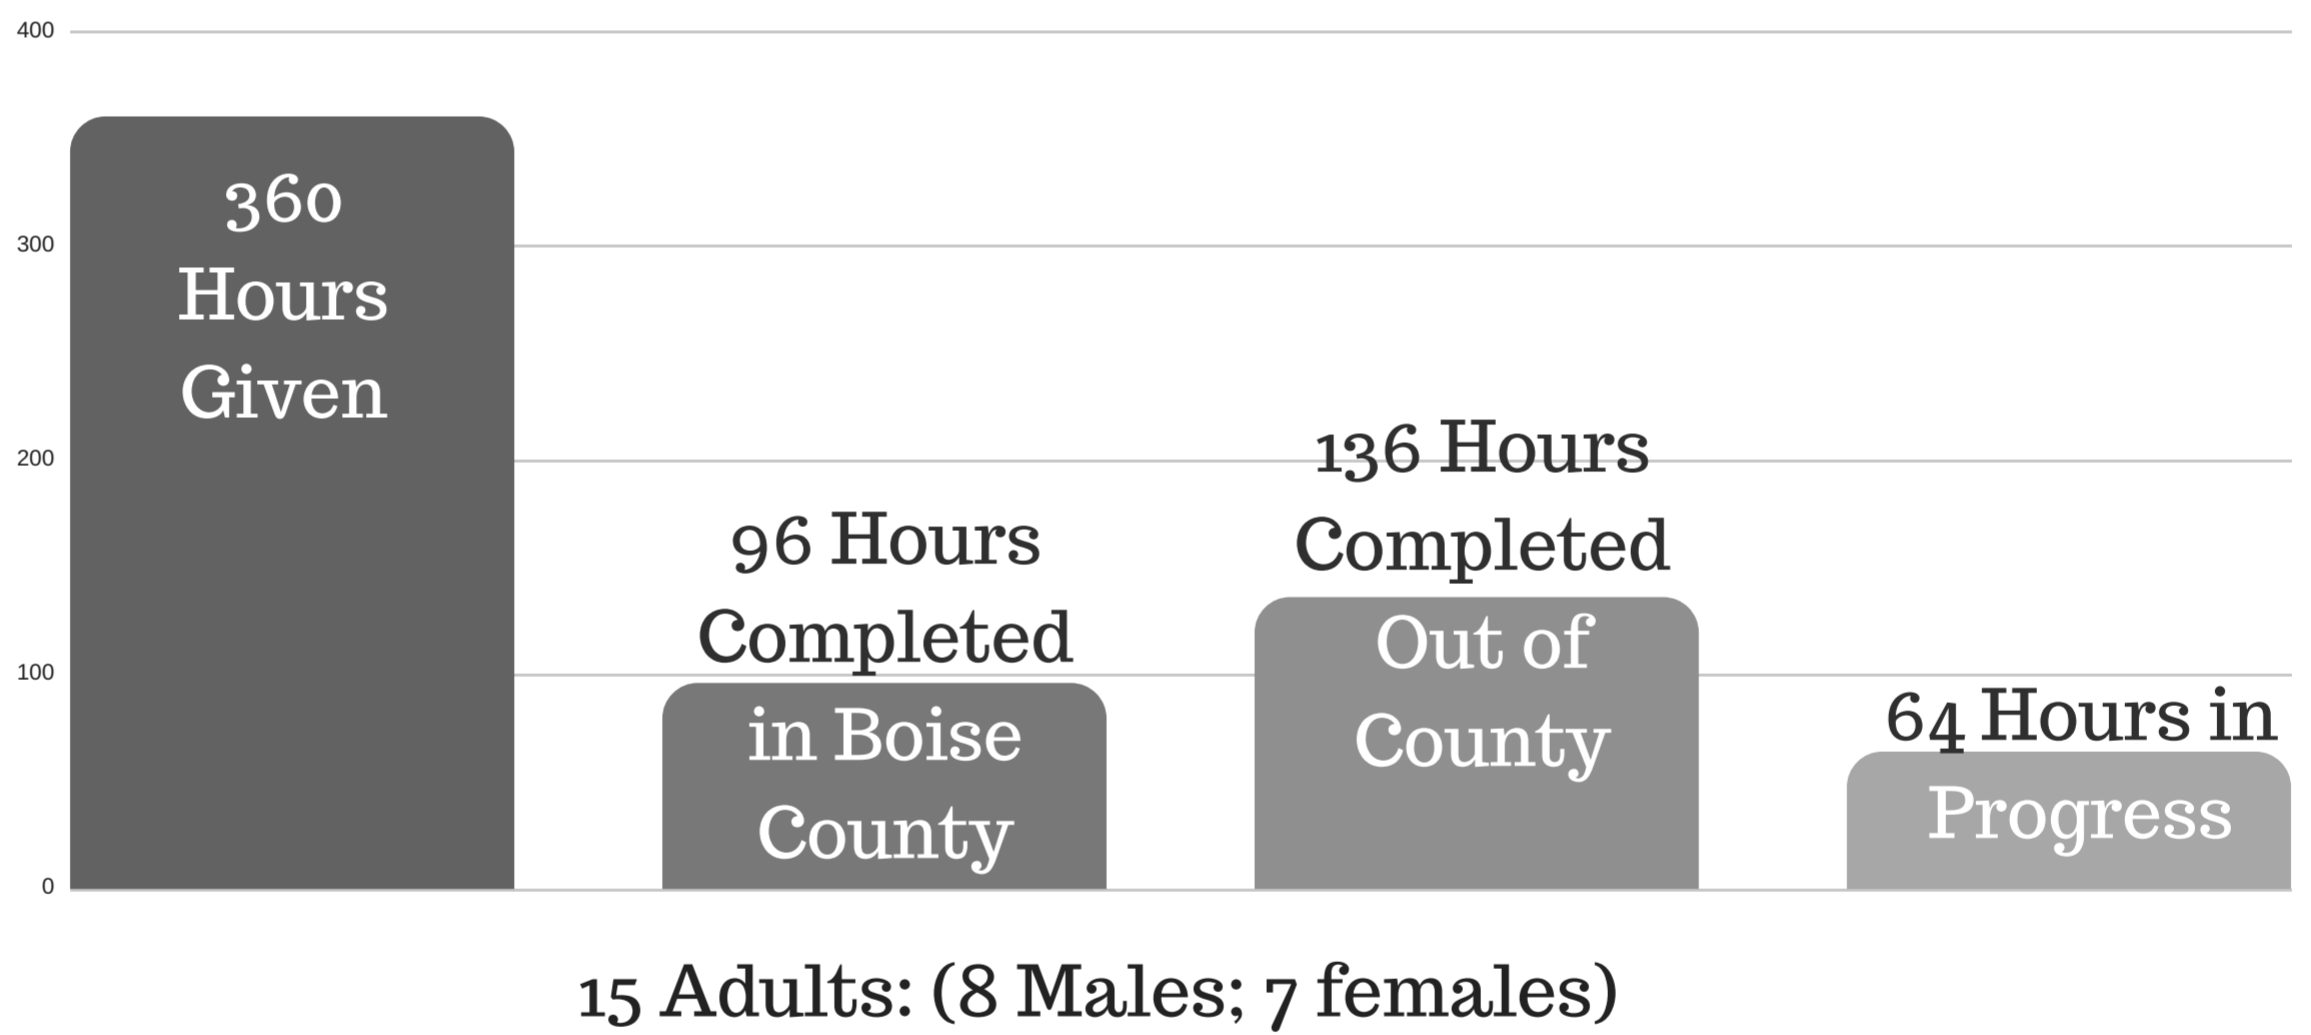 400
300
200
100
0
360
Hours
Given
96 Hours
Completed
in Boise
County
136 Hours
Completed
Out of
County
64 Hours in
Progress
15 Adults: (8 Males; 7 females)